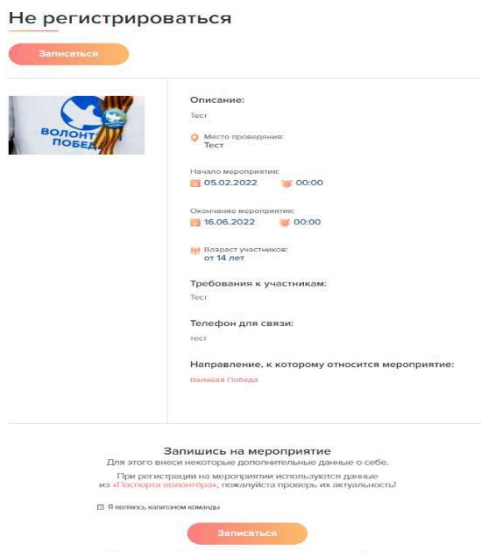 Не регистрироваться
Записаться
ВОЛОНТ
ПОБЕД
Описание:
Тест
Место проведения:
Тест
Начало мероприятия:
05.02.2022 00:00
Окончание мероприятия:
16.06.2022 00:00
Возраст участников:
от 14 лет
Требования к участникам:
Тест
Телефон для связи:
тест
Направление, к которому относится мероприятие:
Великая Победа
Запишись на мероприятие
Для этого внеси некоторые дополнительные данные о себе.
При регистрации на мероприятии используются данные
из «Паспорта волонтёра», пожалуйста проверь их актуальность!
Я являюсь капитаном команды
Записаться